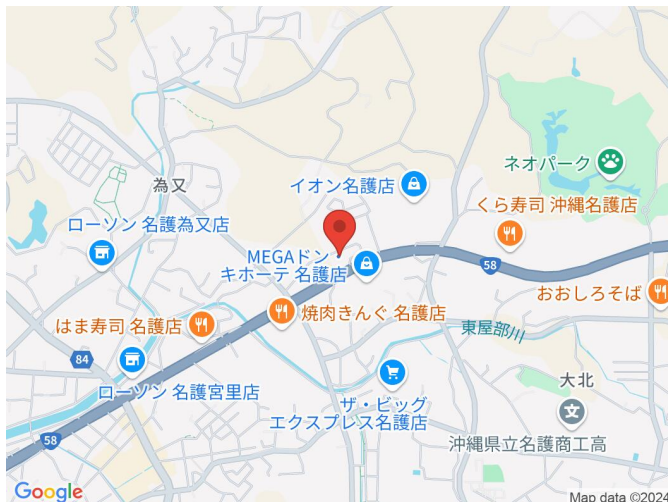 ネオパーク
イオン名護店
為又
くら寿司 沖縄名護店
ローソン 名護為又店
MEGAドン
キホーテ 名護店
58
おおしろそば
焼肉きんぐ 名護店
はま寿司 名護店
東屋部川
84
ローソン 名護宮里店
ザ・ビッグ
エクスプレス名護店
大北
58
沖縄県立名護商工高
Google
Map data ©2024